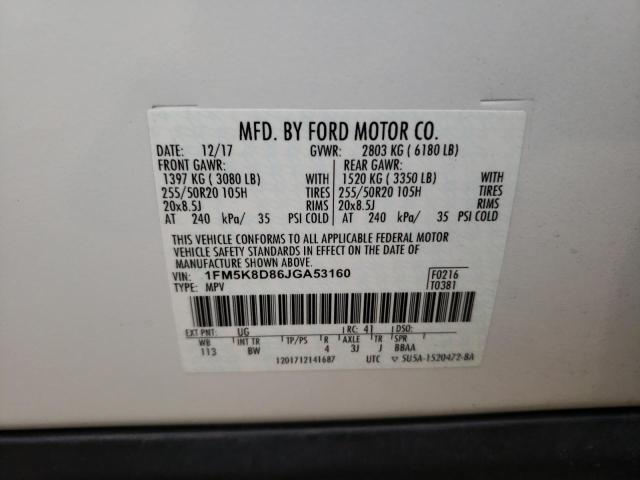 MFD. BY FORD MOTOR CO.
DATE: 12/17 GVWR: 2803 KG ( 6180 LB)
FRONT GAWR: REAR GAWR:
1397 KG ( 3080 LB) WITH 1520 KG ( 3350 LB) WITH
255/50R20 105H TIRES 255/50R20 105H TIRES
20x8.5J RIMS 20x8.5J RIMS
AT 240 kPa/ 35 PSI COLD AT 240 kPa/ 35 PSI COLD
THIS VEHICLE CONFORMS TO ALL APPLICABLE FEDERAL MOTOR
VEHICLE SAFETY STANDARDS IN EFFECT ON THE DATE OF
MANUFACTURE SHOWN ABOVE.
VIN: 1FM5K8D86JGA53160 F0216
TYPE: MPV T0381
EXT PNT: UG RC: 41 DSO:
WB INT TR TP/PS R AXLE TR SPR
113 BW 4 3J J BBAA
1201712141687 UTC ▽ 5U5A-1520472-BA